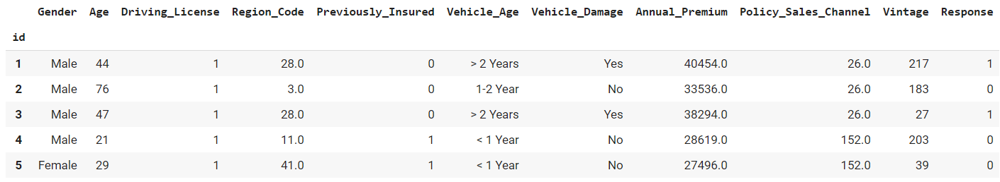 Gender Age Driving_License Region_Code Previously_Insured Vehicle_Age Vehicle_Damage Annual_Premium Policy_Sales_Channel Vintage Response
id
1 Male 44 1 28.0 0 > 2 Years Yes 40454.0 26.0 217 1
2 Male 76 1 3.0 0 1-2 Year No 33536.0 26.0 183 0
3 Male 47 1 28.0 0 > 2 Years Yes 38294.0 26.0 27 1
4 Male 21 1 11.0 1 < 1 Year No 28619.0 152.0 203 0
5 Female 29 1 41.0 1 < 1 Year No 27496.0 152.0 39 0